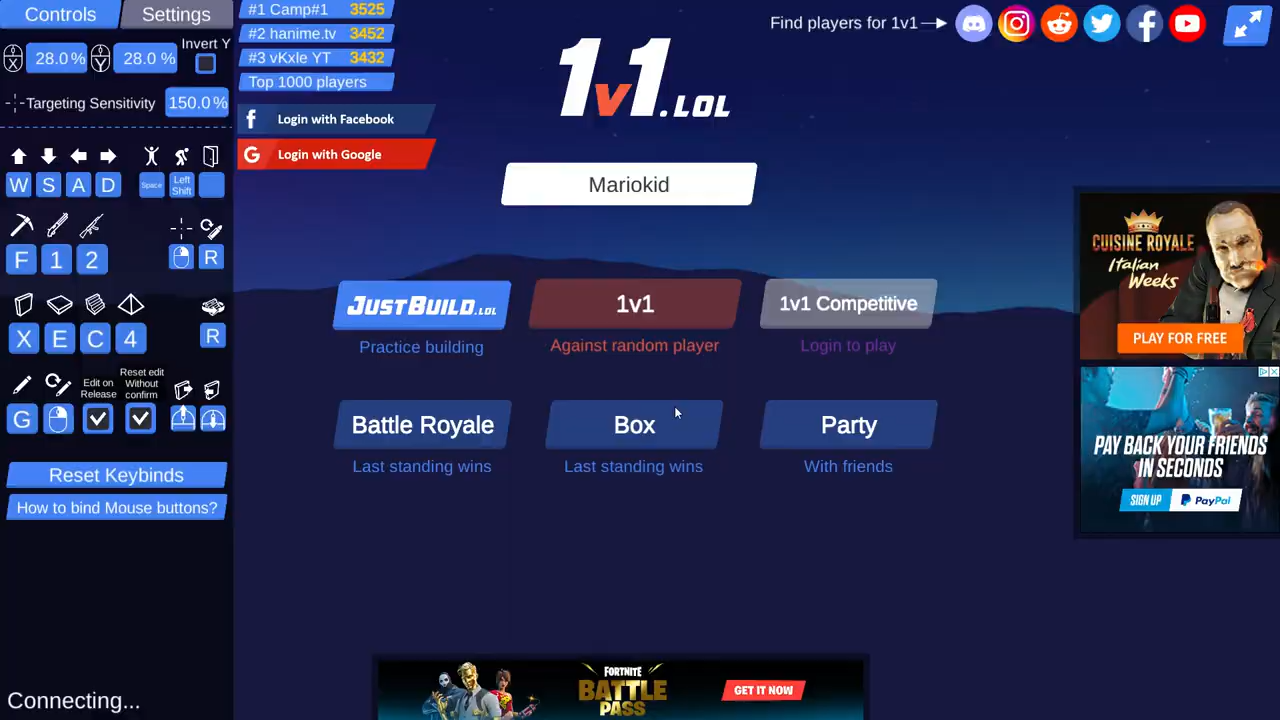 Controls
Settings
X
28.0 %
Y
28.0 %
Invert Y
Targeting Sensitivity
150.0 %
W
S
A
D
Space
Left
Shift
F
1
2
R
X
E
C
4
R
Edit on
Release
Reset edit
Without
confirm
G
Reset Keybinds
How to bind Mouse buttons?
Connecting...
#1 Camp#1 3525
#2 hanime.tv 3452
#3 vKxle YT 3432
Top 1000 players
f Login with Facebook
G Login with Google
1v1.LOL
Mariokid
Find players for 1v1
JUSTBUILD.LOL
Practice building
1v1
Against random player
1v1 Competitive
Login to play
Battle Royale
Last standing wins
Box
Last standing wins
Party
With friends
CUISINE ROYALE
Italian
Weeks
PLAY FOR FREE
PAY BACK YOUR FRIENDS
IN SECONDS
SIGN UP
PayPal
FORTNITE
BATTLE
PASS
GET IT NOW